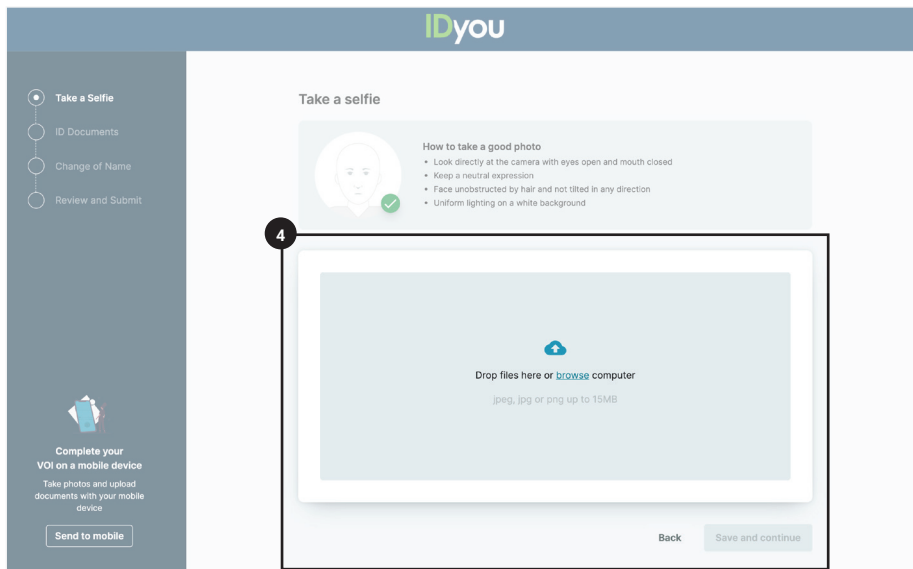 IDyou
Take a Selfie
ID Documents
Change of Name
Review and Submit
Complete your
VOI on a mobile device
Take photos and upload
documents with your mobile
device
Send to mobile
Take a selfie
How to take a good photo
• Look directly at the camera with eyes open and mouth closed
• Keep a neutral expression
• Face unobstructed by hair and not tilted in any direction
• Uniform lighting on a white background
4
Drop files here or browse computer
jpeg, jpg or png up to 15MB
Back
Save and continue